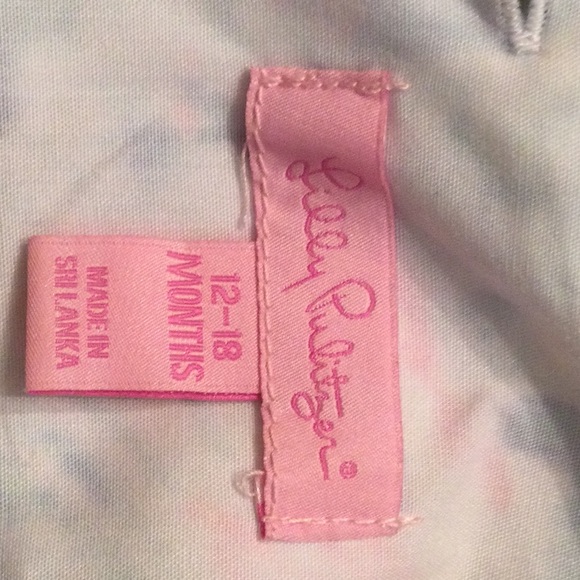 Lilly Pulitzer®
12-18
MONTHS
MADE IN
SRI LANKA